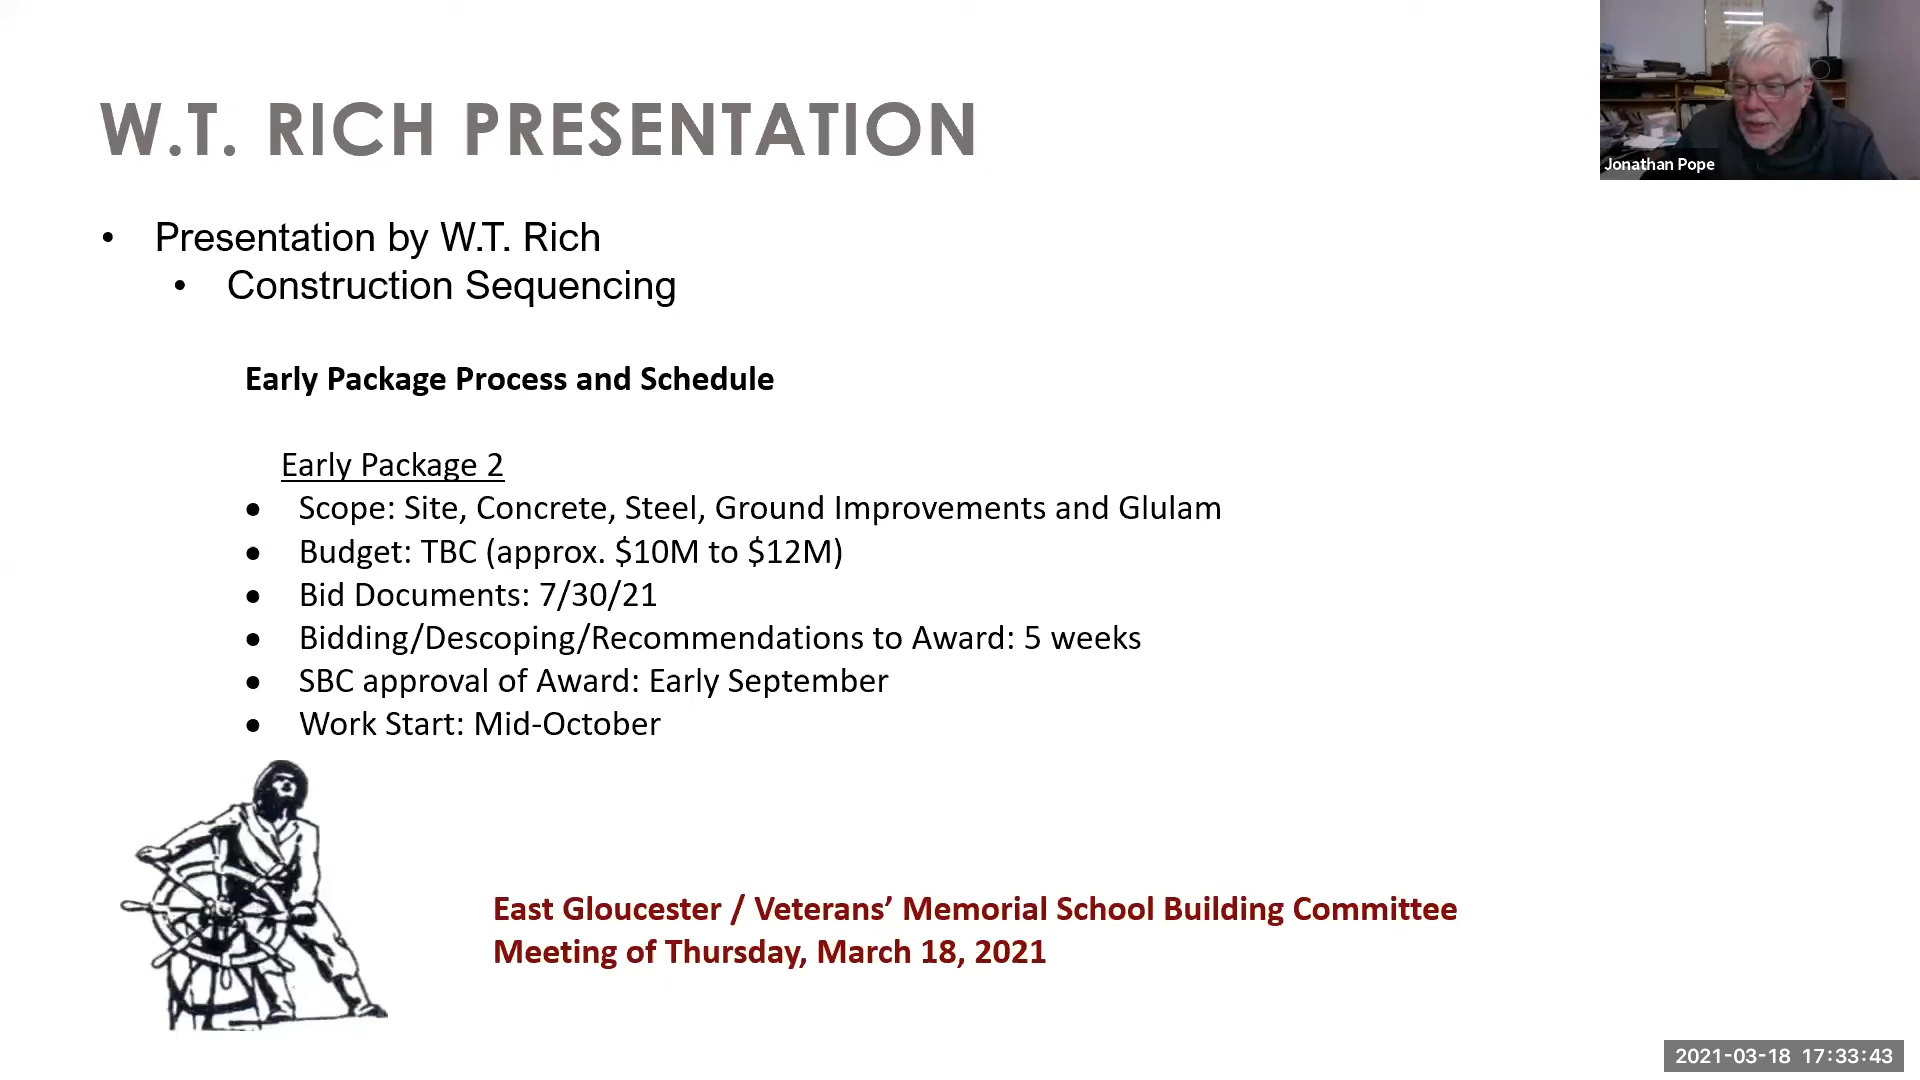 W.T. RICH PRESENTATION
Jonathan Pope
• Presentation by W.T. Rich
• Construction Sequencing
Early Package Process and Schedule
Early Package 2
• Scope: Site, Concrete, Steel, Ground Improvements and Glulam
• Budget: TBC (approx. $10M to $12M)
• Bid Documents: 7/30/21
• Bidding/Descoping/Recommendations to Award: 5 weeks
• SBC approval of Award: Early September
• Work Start: Mid-October
East Gloucester / Veterans’ Memorial School Building Committee
Meeting of Thursday, March 18, 2021
2021-03-18 17:33:43